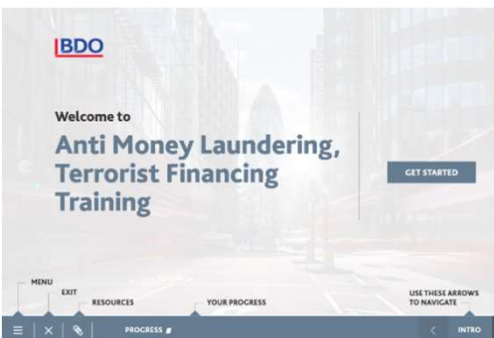 BDO
Welcome to
Anti Money Laundering,
Terrorist Financing
Training
GET STARTED
MENU
EXIT
RESOURCES
YOUR PROGRESS
USE THESE ARROWS
TO NAVIGATE
PROGRESS
INTRO